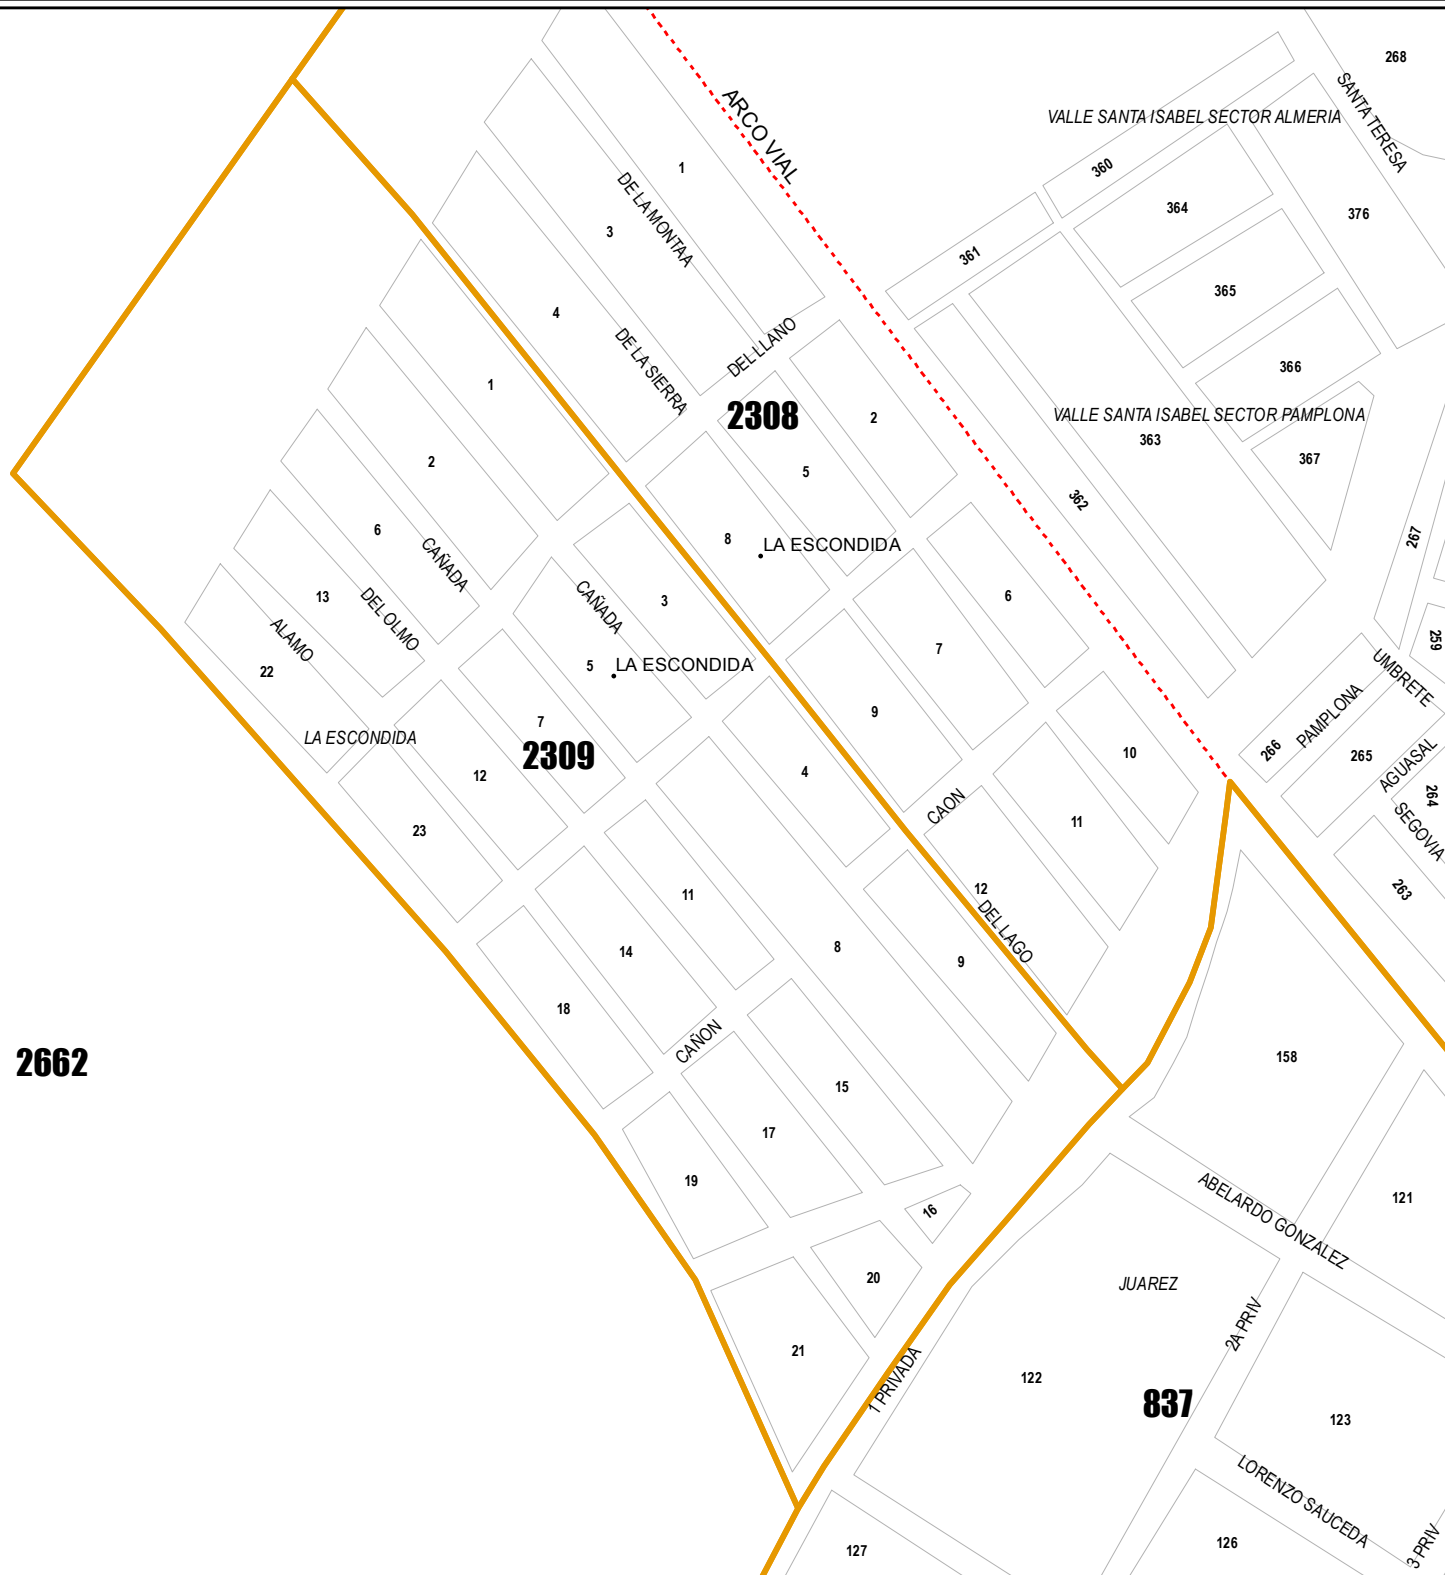 268
SANTA TERESA
ARCO VIAL
VALLE SANTA ISABEL SECTOR ALMERIA
1
360
364
376
DE LA MONTAA
3
361
365
4
DE LA SIERRA
DEL LLANO
366
1
2308
2
VALLE SANTA ISABEL SECTOR PAMPLONA
363
367
2
5
362
6
CAÑADA
8
LA ESCONDIDA
267
13
DEL OLMO
CAÑADA
3
6
ALAMO
22
5
LA ESCONDIDA
7
259
UMBRETE
LA ESCONDIDA
7
2309
9
PAMPLONA
266
265
AGUASAL
264
SEGOVIA
12
4
10
23
CAON
11
263
11
12
DEL LAGO
14
8
9
18
CAÑON
2662
15
158
17
19
16
ABELARDO GONZALEZ
121
20
JUAREZ
2A PRIV
21
1 PRIVADA
122
837
123
LORENZO SAUCEDA
127
126
3 PRIV